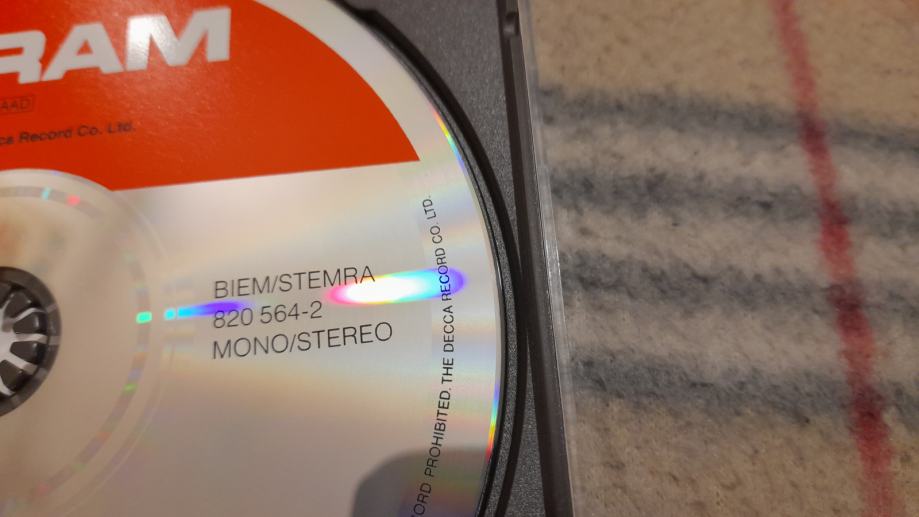 RAM
AAD
cs Record Co. Ltd.
BIEM/STEMRA
820 564-2
MONO/STEREO
ORD PROHIBITED. THE DECCA RECORD CO. LTD.